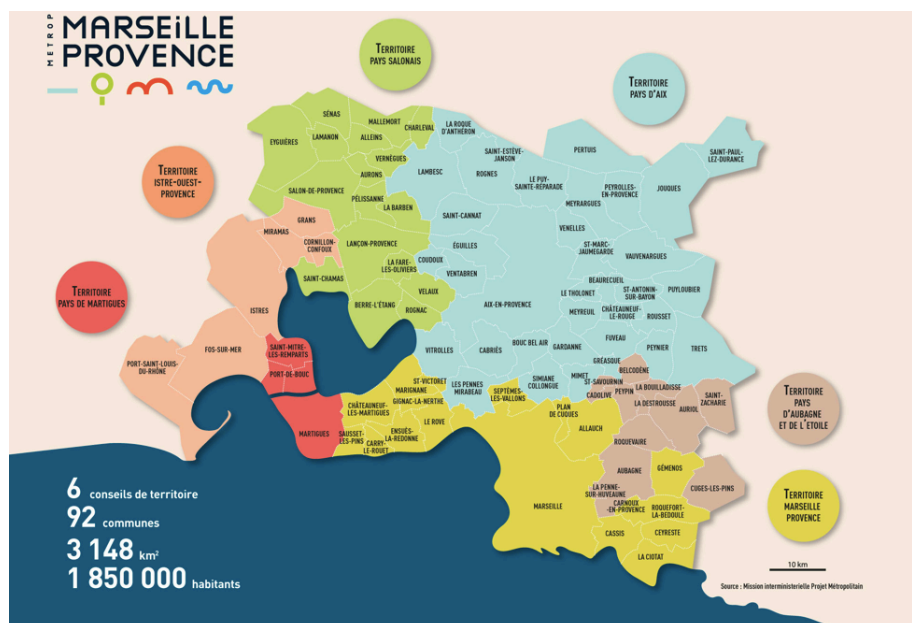 METROP
MARSEILLE
PROVENCE
TERRITOIRE
PAYS SALONAIS
TERRITOIRE
PAYS D'AIX
TERRITOIRE
ISTRE-OUEST-
PROVENCE
TERRITOIRE
PAYS DE MARTIGUES
TERRITOIRE
PAYS
D'AUBAGNE
ET DE L'ÉTOILE
TERRITOIRE
MARSEILLE
PROVENCE
SÉNAS
MALLEMORT
CHARLEVAL
EYGUIÈRES
LAMANON
ALLEINS
VERNÈGUES
AURONS
SALON-DE-PROVENCE
PÉLISSANNE
LA BARBEN
LANÇON-PROVENCE
LA FARE-
LES-OLIVIERS
SAINT-CHAMAS
VELAUX
BERRE-L'ÉTANG
ROGNAC
GRANS
MIRAMAS
CORNILLON-
CONFOUX
ISTRES
FOS-SUR-MER
PORT-SAINT-LOUIS-
DU-RHÔNE
SAINT-MITRE-
LES-REMPARTS
PORT-DE-BOUC
MARTIGUES
LA ROQUE
D'ANTHÉRON
SAINT-ESTÈVE-
JANSON
PERTUIS
SAINT-PAUL-
LEZ-DURANCE
LAMBESC
ROGNES
LE PUY-
SAINTE-RÉPARADE
PEYROLLES-
EN-PROVENCE
JOUQUES
MEYRARGUES
SAINT-CANNAT
VENELLES
ÉGUILLES
ST-MARC-
JAUMEGARDE
VAUVENARGUES
COUDOUX
VENTABREN
BEAURECUEIL
LE THOLONET
ST-ANTONIN-
SUR-BAYON
PUYLOUBIER
AIX-EN-PROVENCE
MEYREUIL
CHÂTEAUNEUF-
LE-ROUGE
ROUSSET
FUVEAU
VITROLLES
CABRIÈS
BOUC BEL AIR
GARDANNE
PEYNIER
TRETS
GRÉASQUE
LES PENNES
MIRABEAU
SIMIANE
COLLONGUE
MIMET
BELCODÈNE
ST-SAVOURNIN
LA BOUILLADISSE
CADOLIVE
PEYPIN
LA DESTROUSSE
SAINT-
ZACHARIE
AURIOL
ROQUEVAIRE
AUBAGNE
LA PENNE-
SUR-HUVEAUNE
CUGES-LES-PINS
ST-VICTORET
MARIGNANE
CHÂTEAUNEUF-
LES-MARTIGUES
GIGNAC-LA-NERTHE
SEPTÈMES-
LES-VALLONS
PLAN
DE CUQUES
ALLAUCH
LE ROVE
SAUSSET-
LES-PINS
CARRY-
LE-ROUET
ENSUÈS-
LA-REDONNE
GÉMENOS
MARSEILLE
CARNOUX-
EN-PROVENCE
ROQUEFORT-
LA-BEDOULE
CASSIS
CEYRESTE
LA CIOTAT
6 conseils de territoire
92 communes
3 148 km²
1 850 000 habitants
10 km
Source : Mission interministerielle Projet Métropolitain